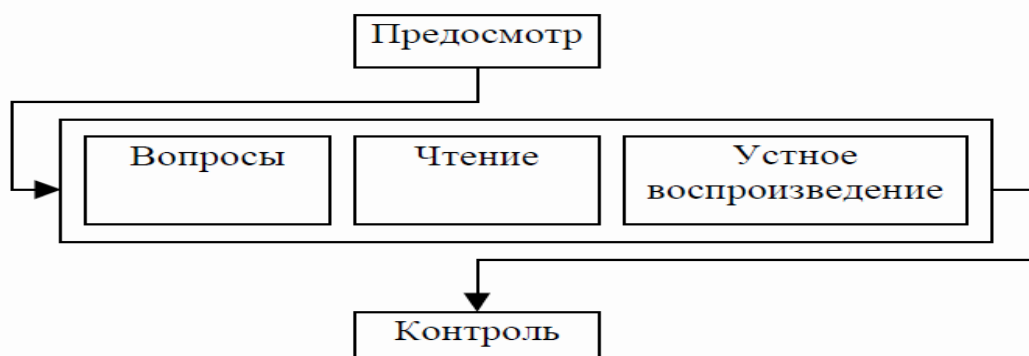 Предосмотр
Вопросы
Чтение
Устное
воспроизведение
Контроль